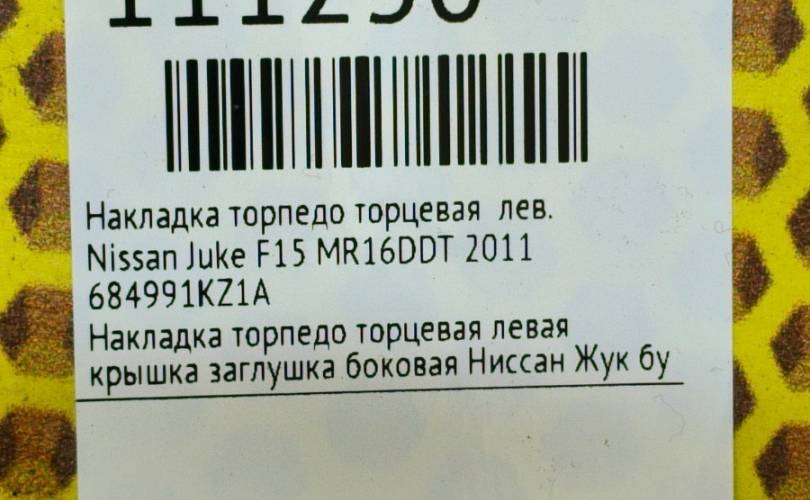 111250
Накладка торпедо торцевая лев.
Nissan Juke F15 MR16DDT 2011
684991KZ1A
Накладка торпедо торцевая левая
крышка заглушка боковая Ниссан Жук бу